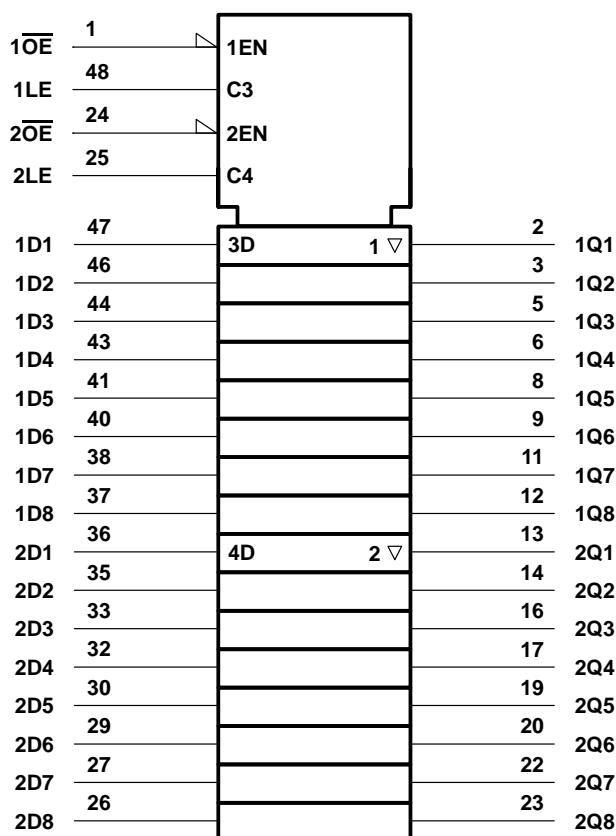 1O̅E̅ 1 1EN
1LE 48 C3
2O̅E̅ 24 2EN
2LE 25 C4
1D1 47 3D 1 ▽ 2 1Q1
1D2 46 3 1Q2
1D3 44 5 1Q3
1D4 43 6 1Q4
1D5 41 8 1Q5
1D6 40 9 1Q6
1D7 38 11 1Q7
1D8 37 12 1Q8
2D1 36 4D 2 ▽ 13 2Q1
2D2 35 14 2Q2
2D3 33 16 2Q3
2D4 32 17 2Q4
2D5 30 19 2Q5
2D6 29 20 2Q6
2D7 27 22 2Q7
2D8 26 23 2Q8